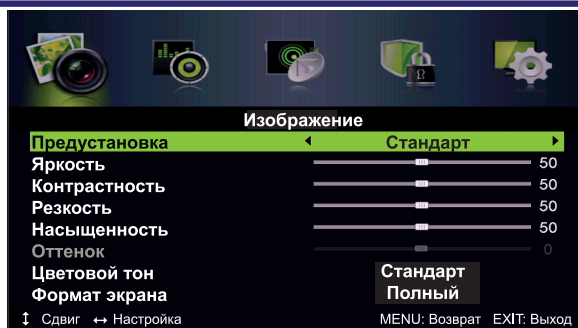 Изображение
Предустановка Стандарт
Яркость 50
Контрастность 50
Резкость 50
Насыщенность 50
Оттенок 0
Цветовой тон Стандарт
Формат экрана Полный
Сдвиг Настройка MENU: Возврат EXIT: Выход